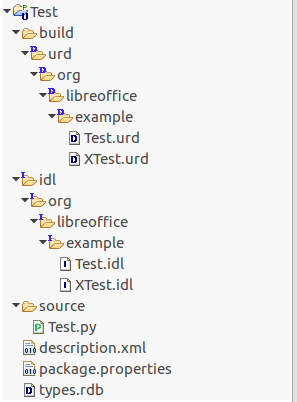 Test
build
urd
org
libreoffice
example
Test.urd
XTest.urd
idl
org
libreoffice
example
Test.idl
XTest.idl
source
Test.py
description.xml
package.properties
types.rdb